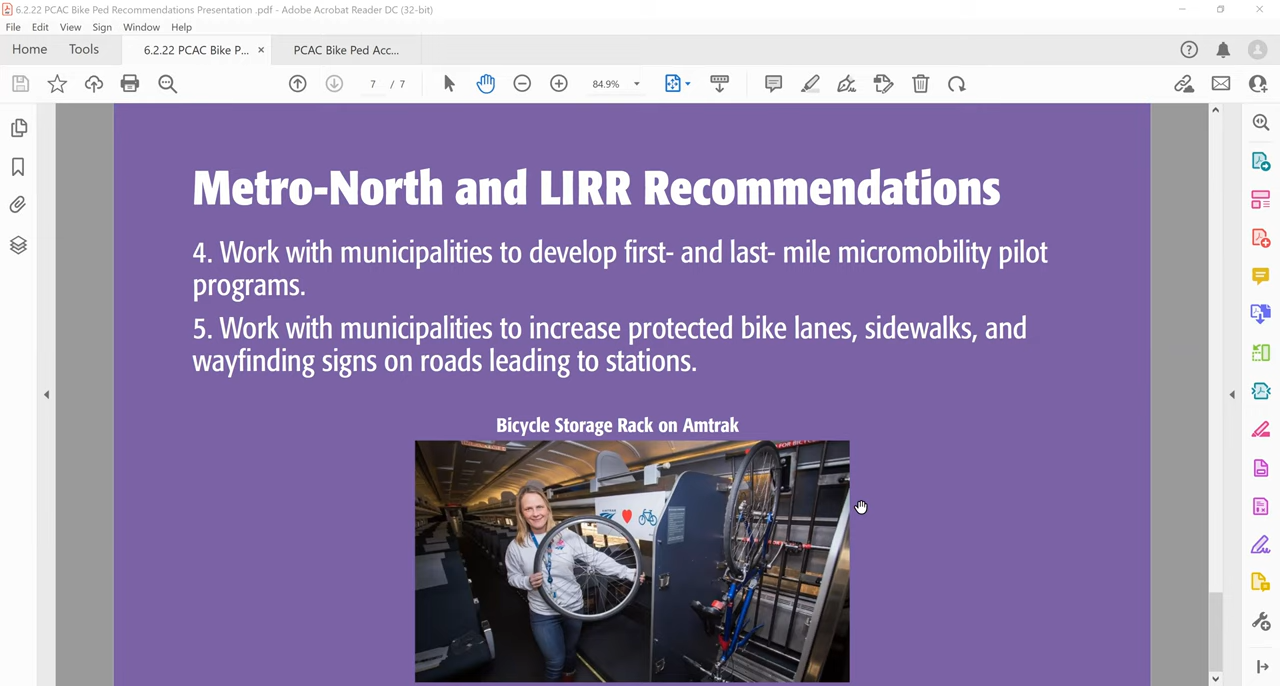 6.2.22 PCAC Bike Ped Recommendations Presentation .pdf - Adobe Acrobat Reader DC (32-bit)
File Edit View Sign Window Help
Home Tools 6.2.22 PCAC Bike P... × PCAC Bike Ped Acc...
7 / 7 84.9%
Metro-North and LIRR Recommendations
4. Work with municipalities to develop first- and last- mile micromobility pilot
programs.
5. Work with municipalities to increase protected bike lanes, sidewalks, and
wayfinding signs on roads leading to stations.
Bicycle Storage Rack on Amtrak